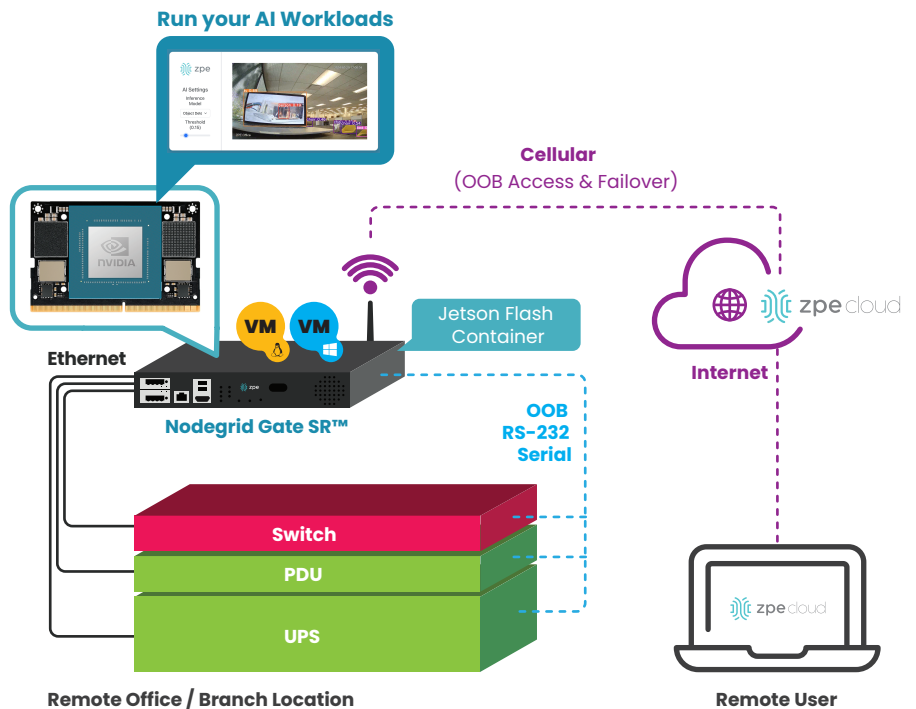 Run your AI Workloads
zpe
AI Settings
Inference
Model
Threshold
(0.16)
Cellular
(OOB Access & Failover)
NVIDIA
VM
VM
Jetson Flash
Container
zpe cloud
Internet
Ethernet
zpe
Nodegrid Gate SR™
OOB
RS-232
Serial
Switch
PDU
UPS
zpe cloud
Remote Office / Branch Location
Remote User